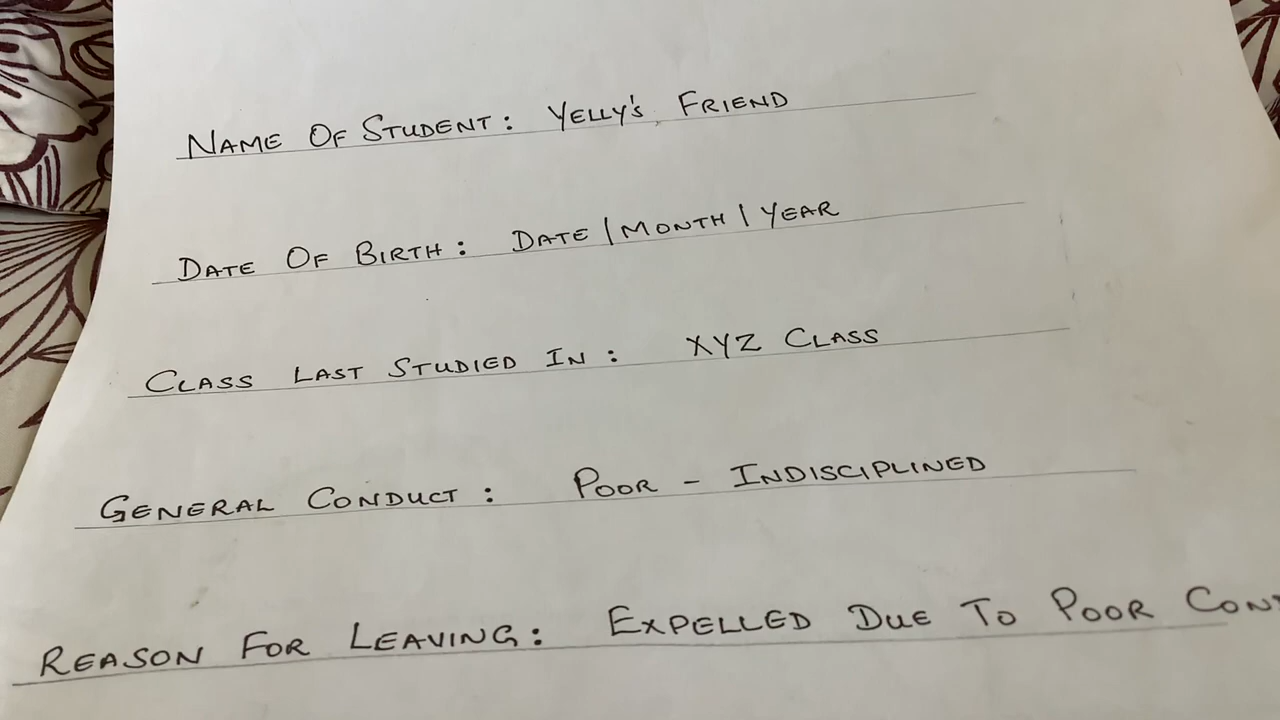 NAME OF STUDENT: YELLY'S FRIEND
DATE OF BIRTH: DATE/MONTH/YEAR
CLASS LAST STUDIED IN: XYZ CLASS
GENERAL CONDUCT: POOR - INDISCIPLINED
REASON FOR LEAVING: EXPELLED DUE TO POOR